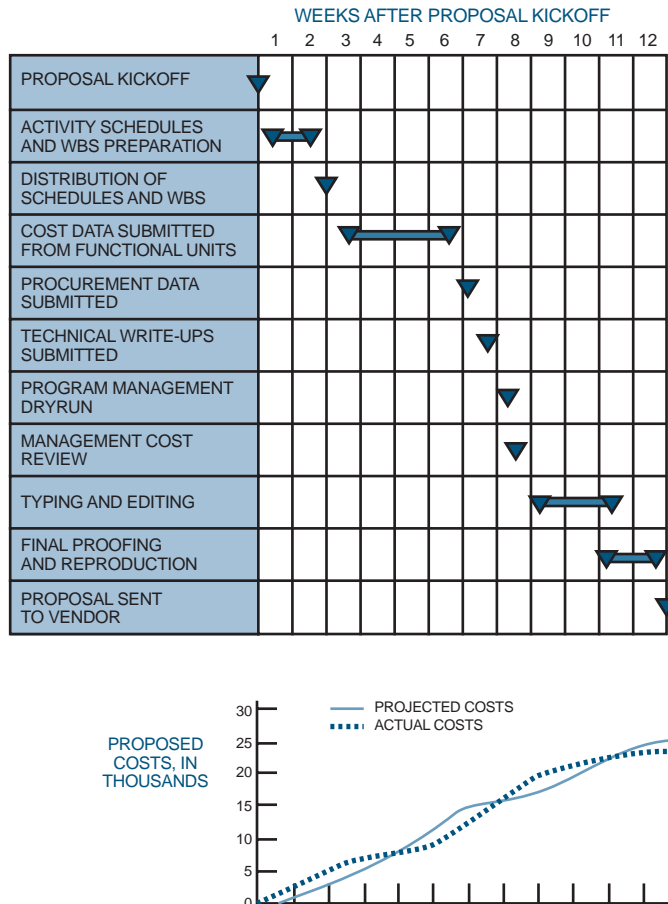 WEEKS AFTER PROPOSAL KICKOFF
1 2 3 4 5 6 7 8 9 10 11 12
PROPOSAL KICKOFF
ACTIVITY SCHEDULES
AND WBS PREPARATION
DISTRIBUTION OF
SCHEDULES AND WBS
COST DATA SUBMITTED
FROM FUNCTIONAL UNITS
PROCUREMENT DATA
SUBMITTED
TECHNICAL WRITE-UPS
SUBMITTED
PROGRAM MANAGEMENT
DRYRUN
MANAGEMENT COST
REVIEW
TYPING AND EDITING
FINAL PROOFING
AND REPRODUCTION
PROPOSAL SENT
TO VENDOR
PROPOSED
COSTS, IN
THOUSANDS
30
25
20
15
10
5
0
PROJECTED COSTS
ACTUAL COSTS